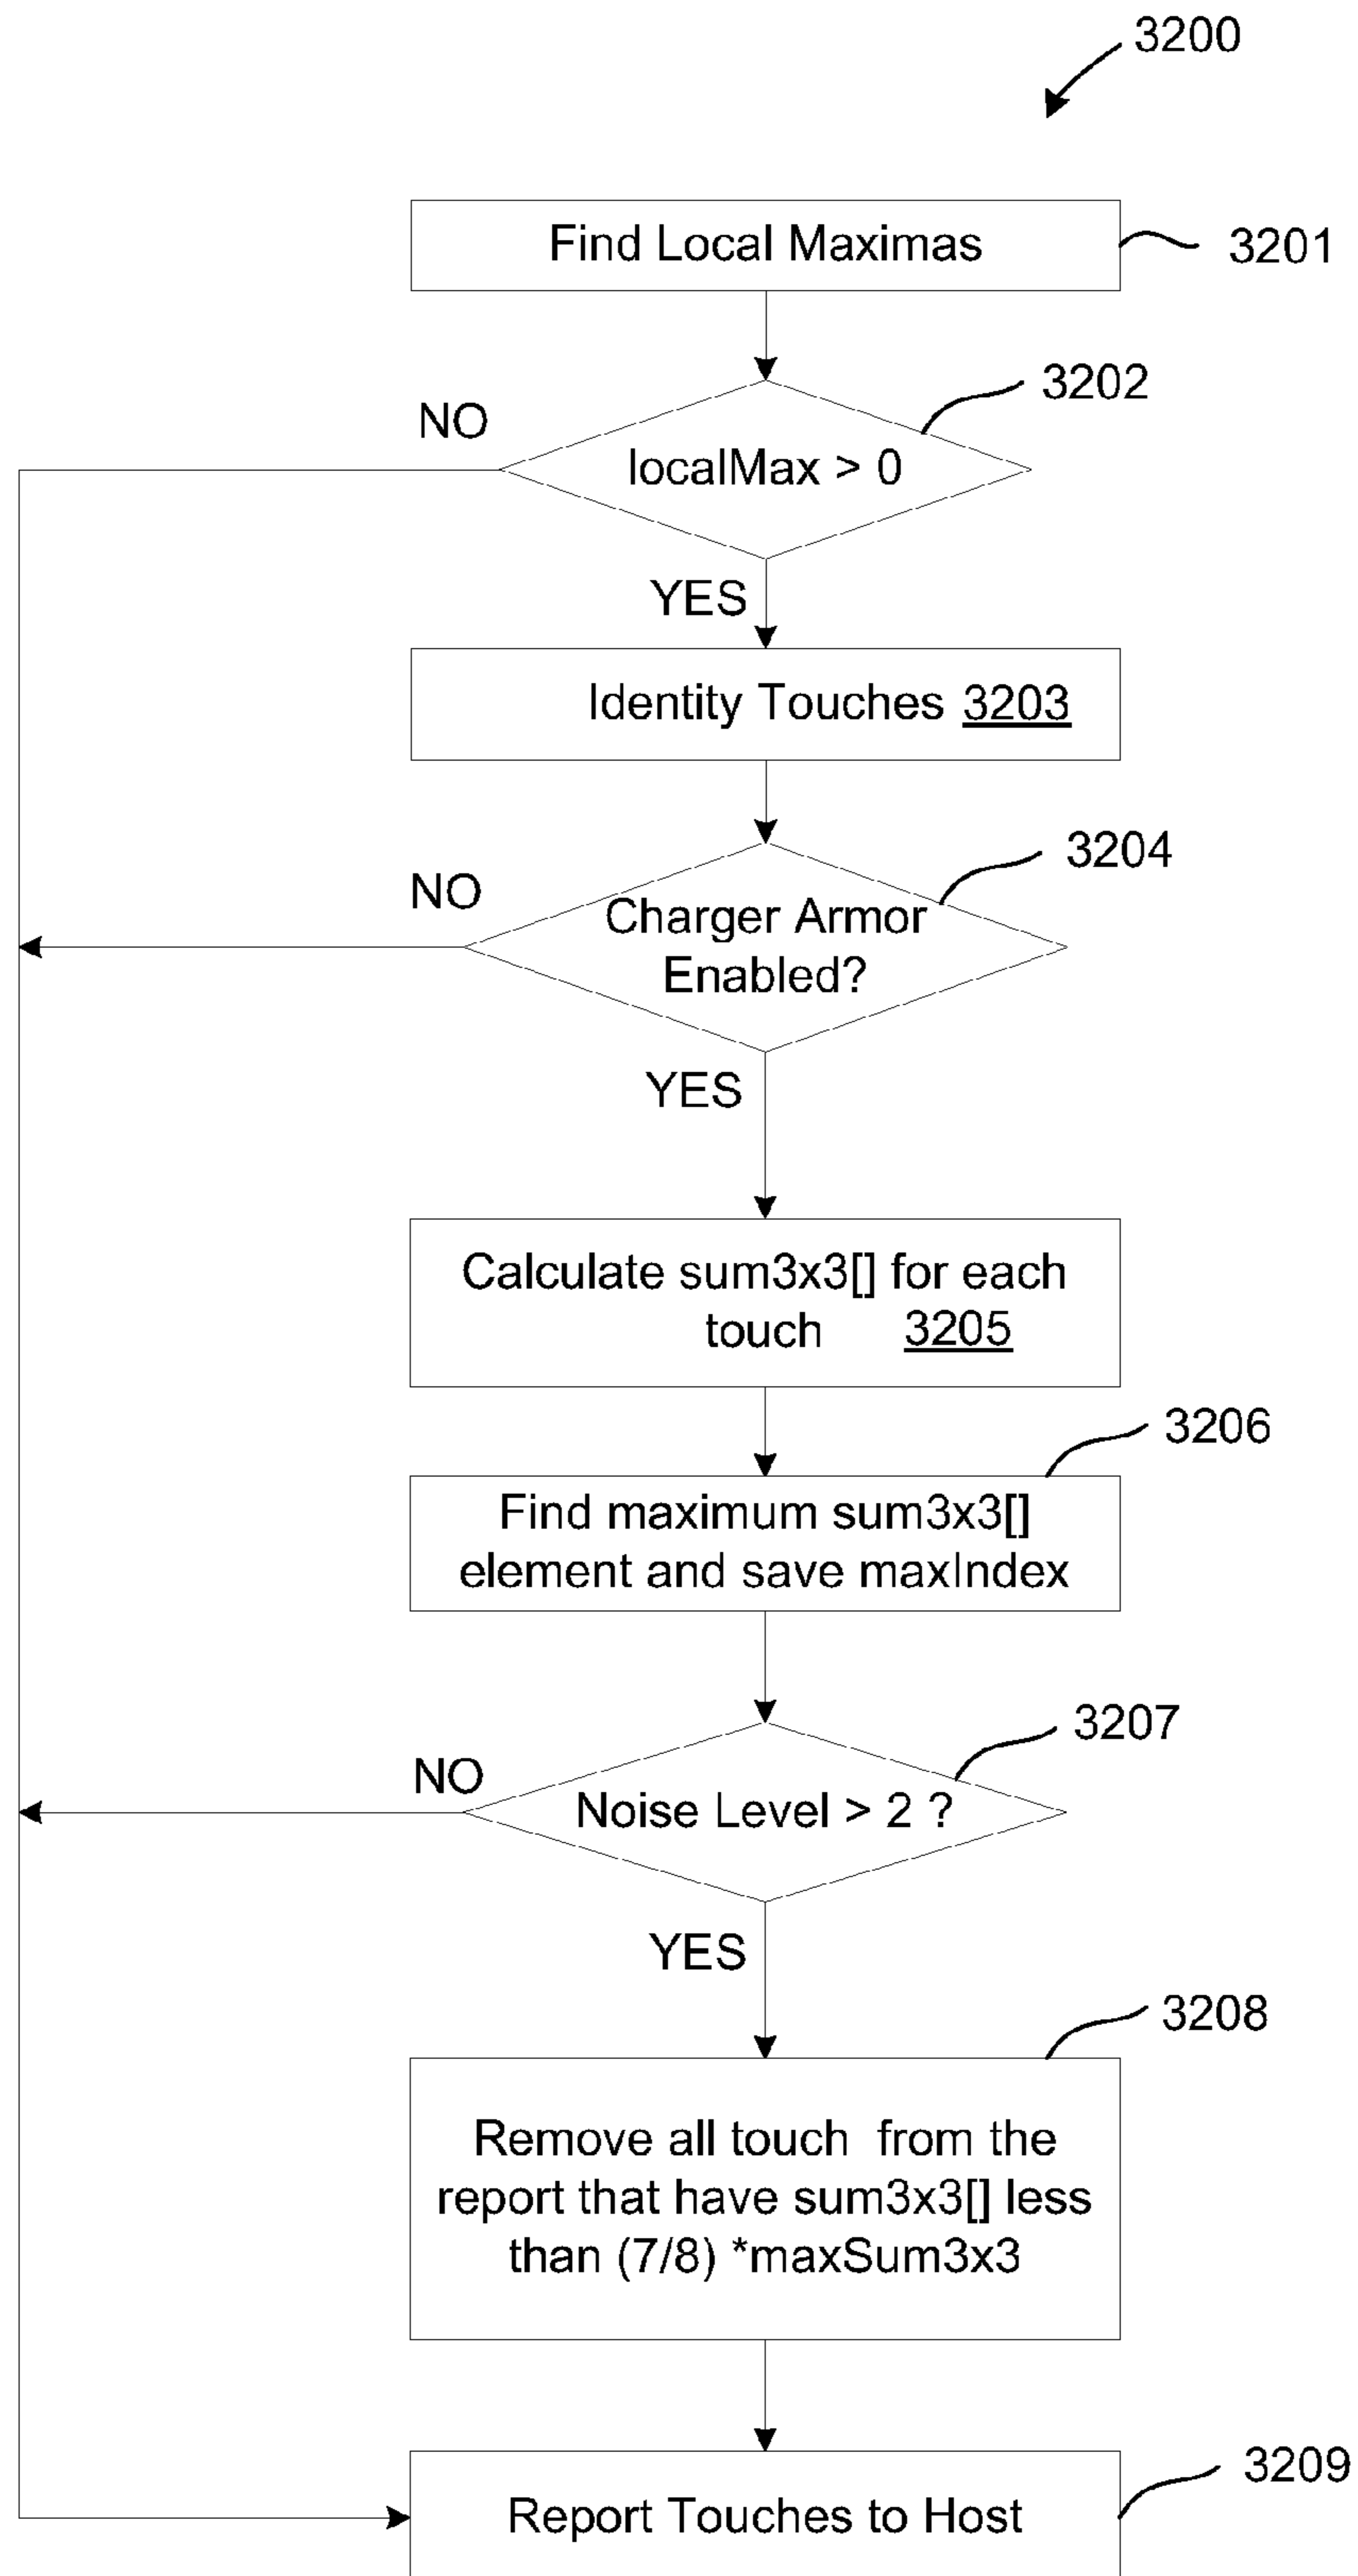 3200
Find Local Maximas
3201
3202
NO
localMax > 0
YES
Identity Touches 3203
3204
NO
Charger Armor
Enabled?
YES
Calculate sum3x3[] for each
touch 3205
3206
Find maximum sum3x3[]
element and save maxIndex
3207
NO
Noise Level > 2 ?
YES
3208
Remove all touch from the
report that have sum3x3[] less
than (7/8) *maxSum3x3
3209
Report Touches to Host